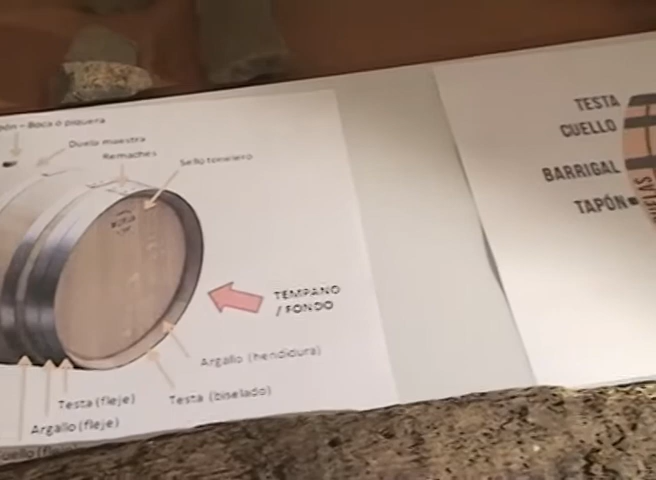 Boca o piquera
Duela muestra
Remaches
Sello tonelero
TEMPANO
/ FONDO
Argallo (hendidura)
Testa (biselado)
Testa (fleje)
Argallo (fleje)
TESTA
CUELLO
BARRIGAL
TAPÓN